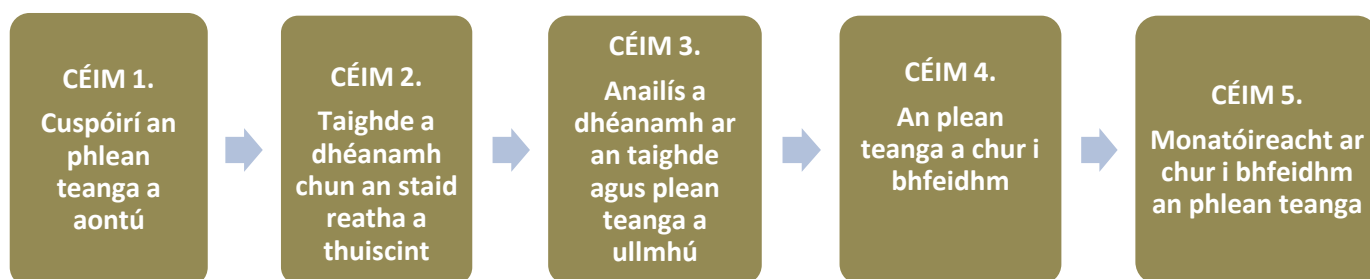 CÉIM 1.
Cuspóirí an
phlean
teanga a
aontú
CÉIM 2.
Taighde a
dhéanamh
chun an staid
reatha a
thuiscint
CÉIM 3.
Anailís a
dhéanamh ar
an taighde
agus plean
teanga a
ullmhú
CÉIM 4.
An plean
teanga a chur i
bhfeidhm
CÉIM 5.
Monatóireacht ar
chur i bhfeidhm
an phlean teanga